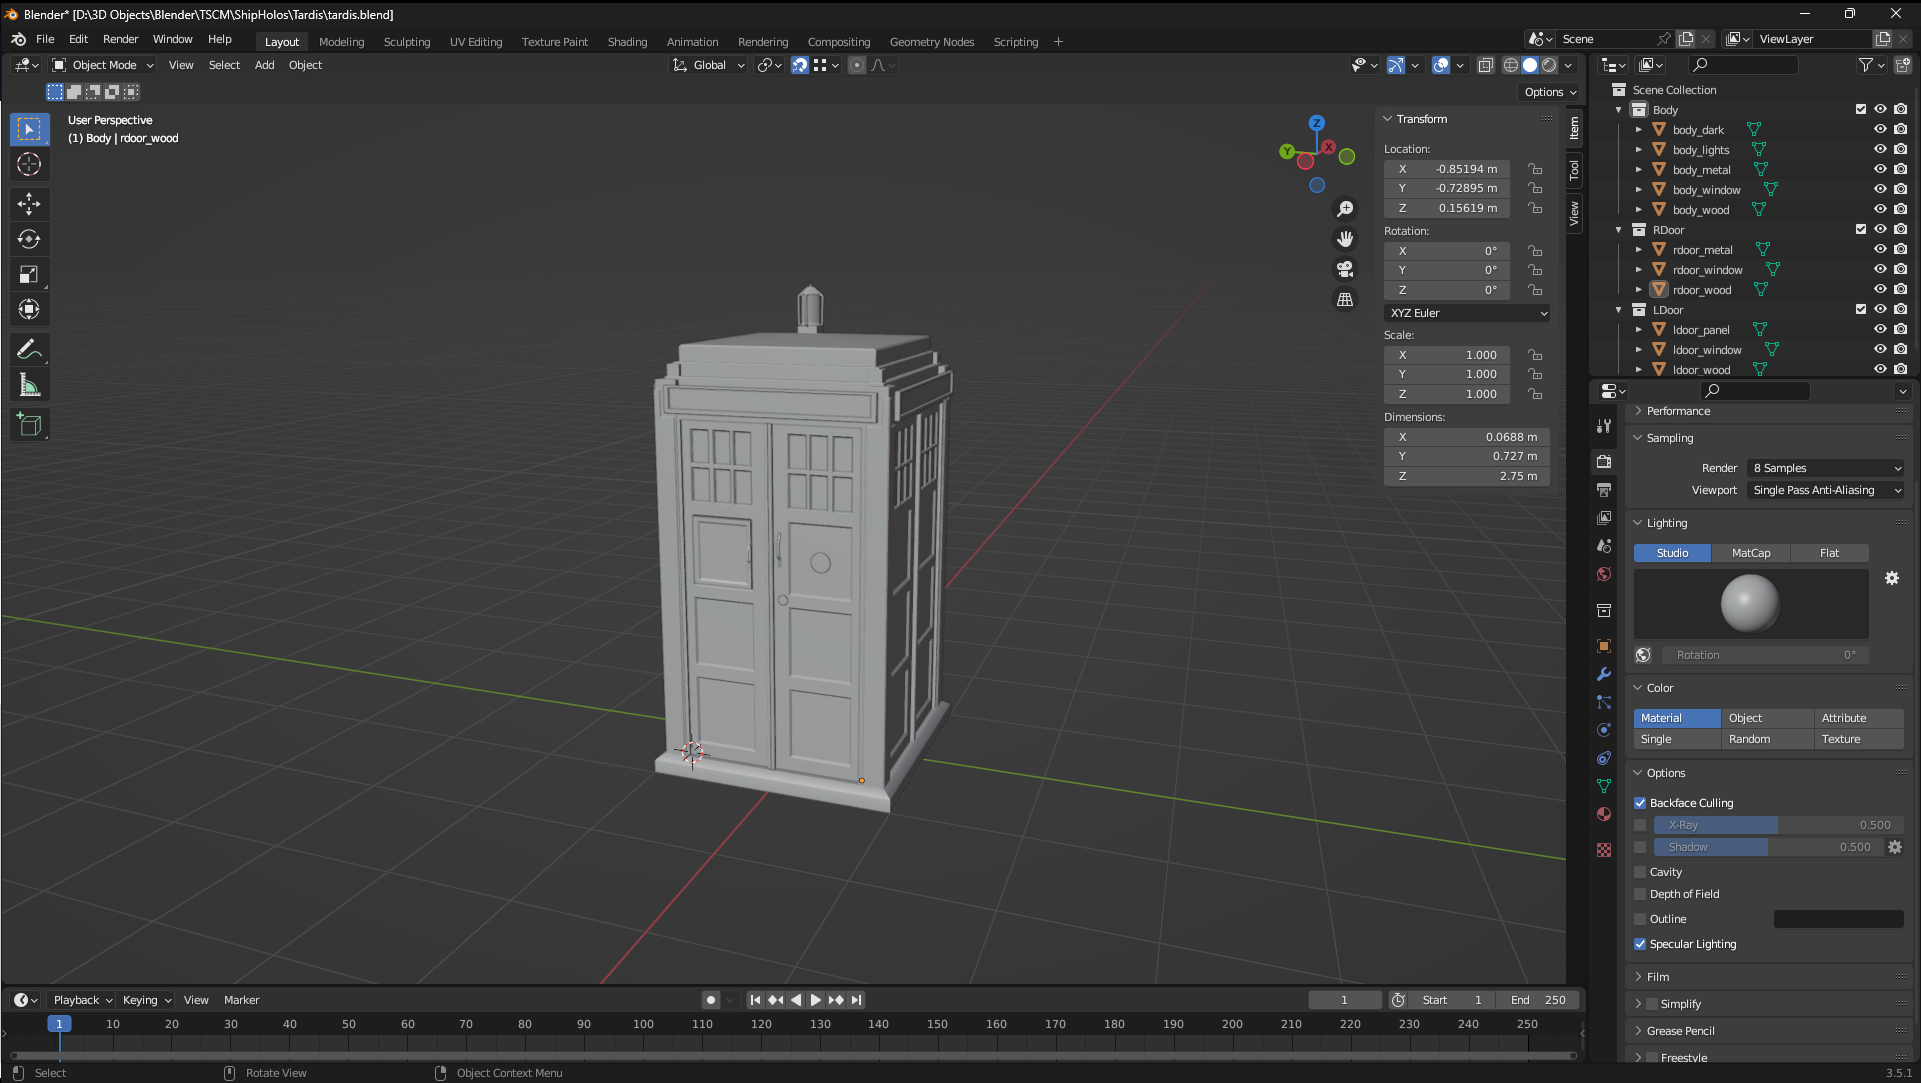 Blender* [D:\3D Objects\Blender\TSCM\ShipHolos\Tardis\tardis.blend]
File Edit Render Window Help Layout Modeling Sculpting UV Editing Texture Paint Shading Animation Rendering Compositing Geometry Nodes Scripting + Scene ViewLayer
Object Mode View Select Add Object Global
Options
User Perspective
(1) Body | rdoor_wood
Z
Y
X
Transform
Location:
X -0.85194 m
Y -0.72895 m
Z 0.15619 m
Rotation:
X 0°
Y 0°
Z 0°
XYZ Euler
Scale:
X 1.000
Y 1.000
Z 1.000
Dimensions:
X 0.0688 m
Y 0.727 m
Z 2.75 m
Item
Tool
View
Scene Collection
Body
body_dark
body_lights
body_metal
body_window
body_wood
RDoor
rdoor_metal
rdoor_window
rdoor_wood
LDoor
ldoor_panel
ldoor_window
ldoor_wood
Performance
Sampling
Render 8 Samples
Viewport Single Pass Anti-Aliasing
Lighting
Studio MatCap Flat
Rotation 0°
Color
Material Object Attribute
Single Random Texture
Options
Backface Culling
X-Ray 0.500
Shadow 0.500
Cavity
Depth of Field
Outline
Specular Lighting
Film
Simplify
Grease Pencil
Freestyle
Playback Keying View Marker 1 Start 1 End 250
1 10 20 30 40 50 60 70 80 90 100 110 120 130 140 150 160 170 180 190 200 210 220 230 240 250
Select Rotate View Object Context Menu 3.5.1